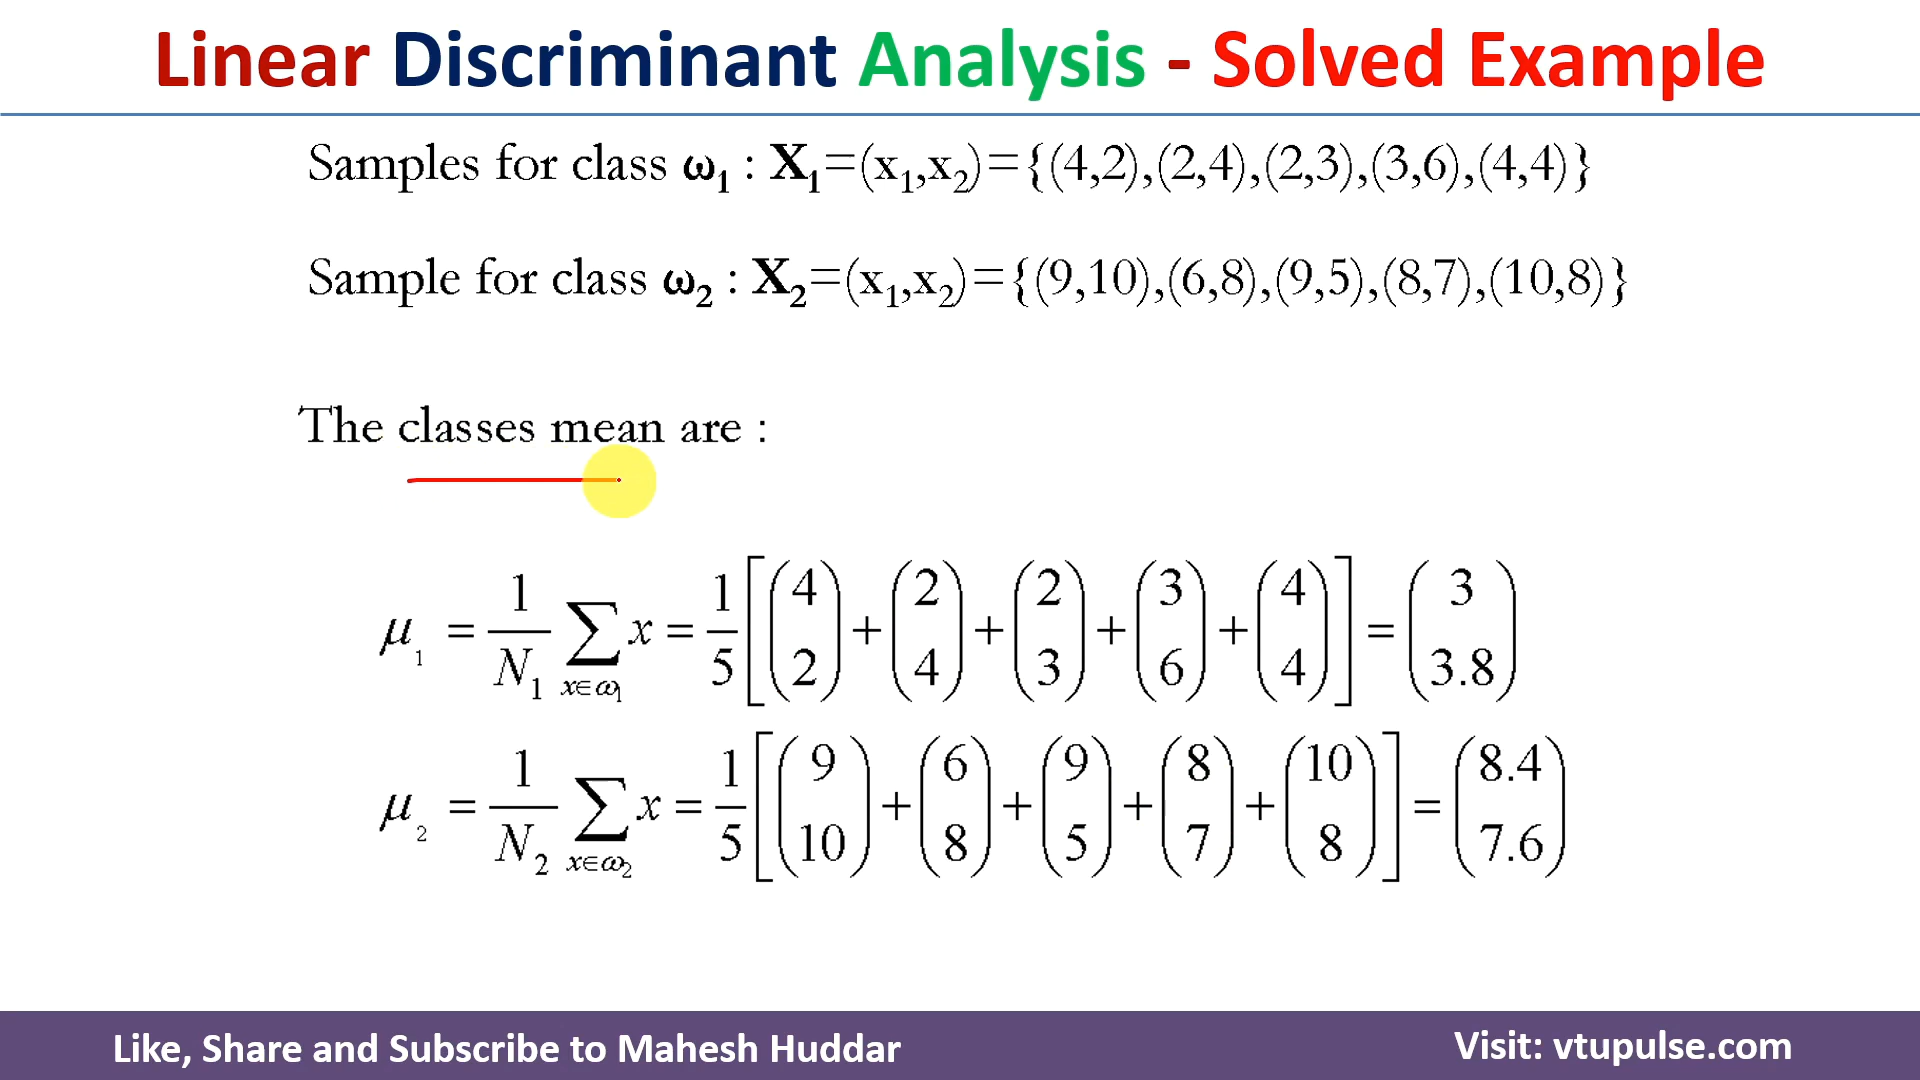 Linear Discriminant Analysis - Solved Example
Samples for class ω₁ : X₁=(x₁,x₂)={(4,2),(2,4),(2,3),(3,6),(4,4)}
Sample for class ω₂ : X₂=(x₁,x₂)={(9,10),(6,8),(9,5),(8,7),(10,8)}
The classes mean are :
μ₁ = 1/N₁ ∑_{x∈ω₁} x = 1/5 [(4 2) + (2 4) + (2 3) + (3 6) + (4 4)] = (3 3.8)
μ₂ = 1/N₂ ∑_{x∈ω₂} x = 1/5 [(9 10) + (6 8) + (9 5) + (8 7) + (10 8)] = (8.4 7.6)
Like, Share and Subscribe to Mahesh Huddar
Visit: vtupulse.com